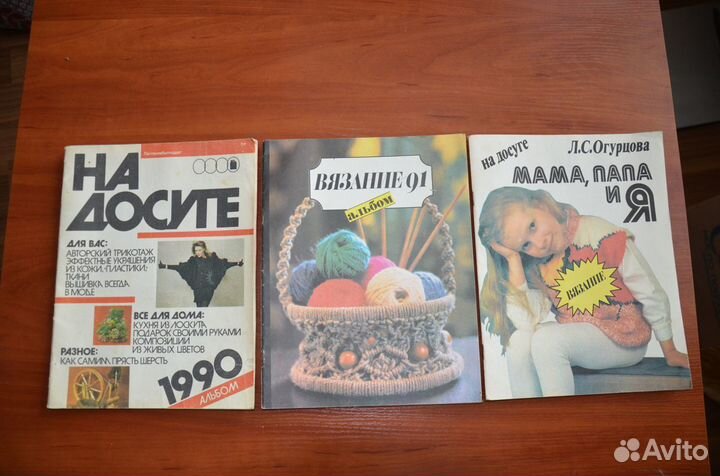 НА
ДОСУГЕ
ДЛЯ ВАС:
АВТОРСКИЙ ТРИКОТАЖ
ЭФФЕКТНЫЕ УКРАШЕНИЯ
ИЗ КОЖИ, ПЛАСТИКИ,
ТКАНИ
ВЫШИВКА ВСЕГДА
В МОДЕ
ВСЕ ДЛЯ ДОМА:
КУХНЯ ИЗ ЛОСКУТА
ПОДАРОК СВОИМИ РУКАМИ
КОМПОЗИЦИИ
ИЗ ЖИВЫХ ЦВЕТОВ
РАЗНОЕ:
КАК САМИМ ПРЯСТЬ ШЕРСТЬ
1990
АЛЬБОМ
ВЯЗАНИЕ 91
альбом
на досуге
Л.С.Огурцова
МАМА, ПАПА
И Я
ВЯЗАНИЕ
Avito